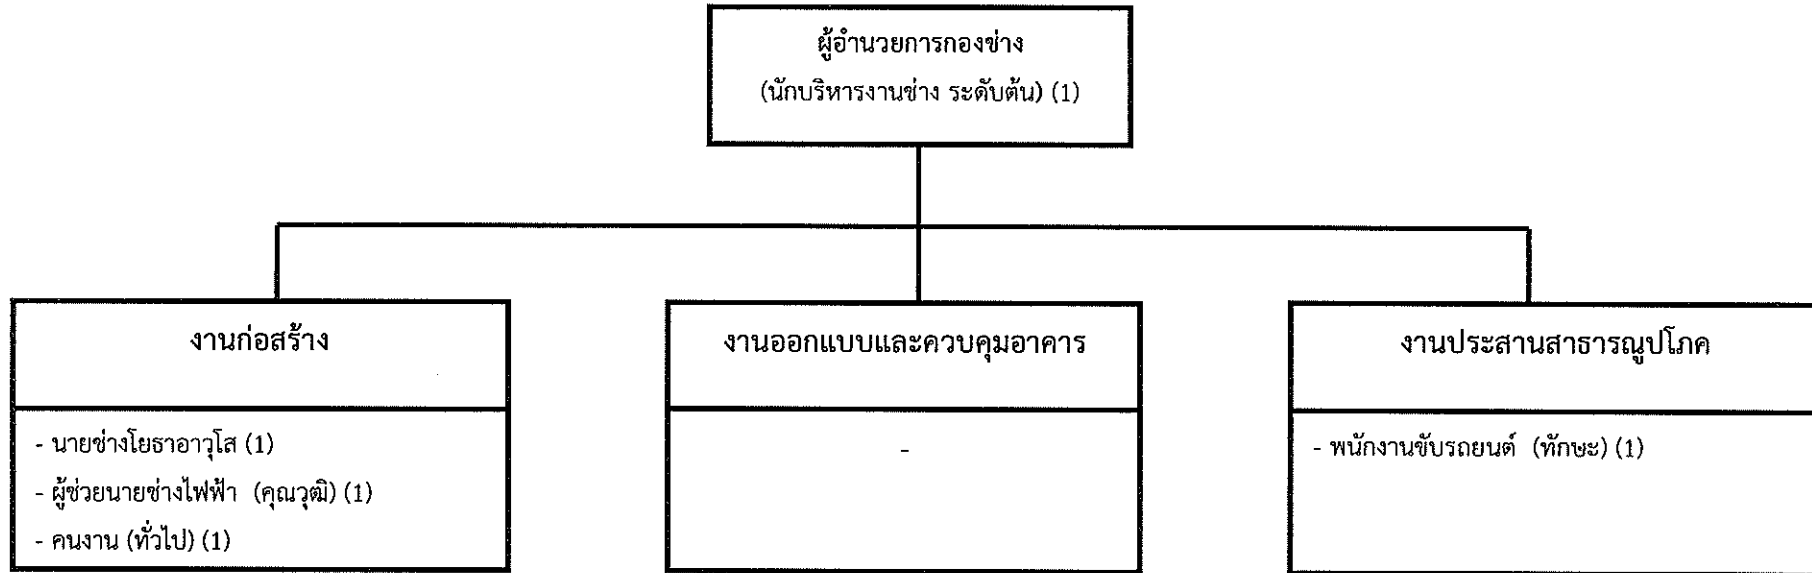 ผู้อำนวยการกองช่าง
(นักบริหารงานช่าง ระดับต้น) (1)
งานก่อสร้าง
- นายช่างโยธาอาวุโส (1)
- ผู้ช่วยนายช่างไฟฟ้า (คุณวุฒิ) (1)
- คนงาน (ทั่วไป) (1)
งานออกแบบและควบคุมอาคาร
-
งานประสานสาธารณูปโภค
- พนักงานขับรถยนต์ (ทักษะ) (1)